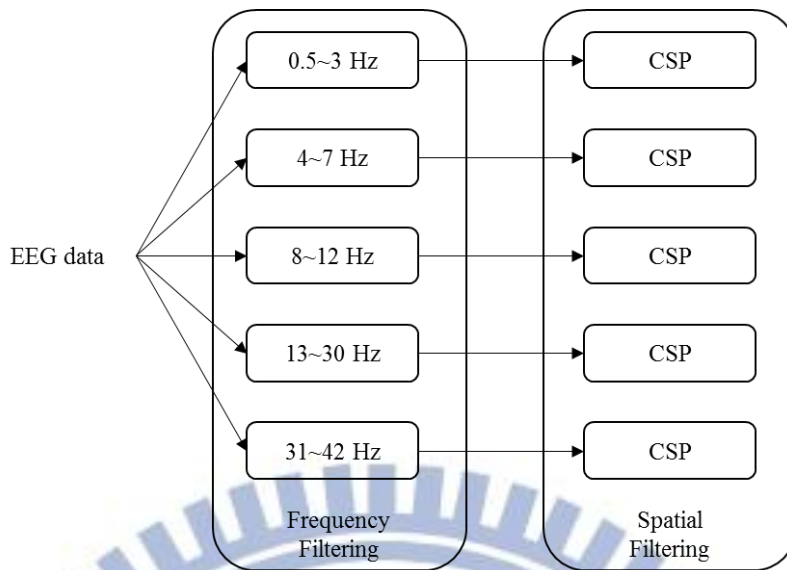 EEG data
0.5~3 Hz
CSP
4~7 Hz
CSP
8~12 Hz
CSP
13~30 Hz
CSP
31~42 Hz
CSP
Frequency
Filtering
Spatial
Filtering